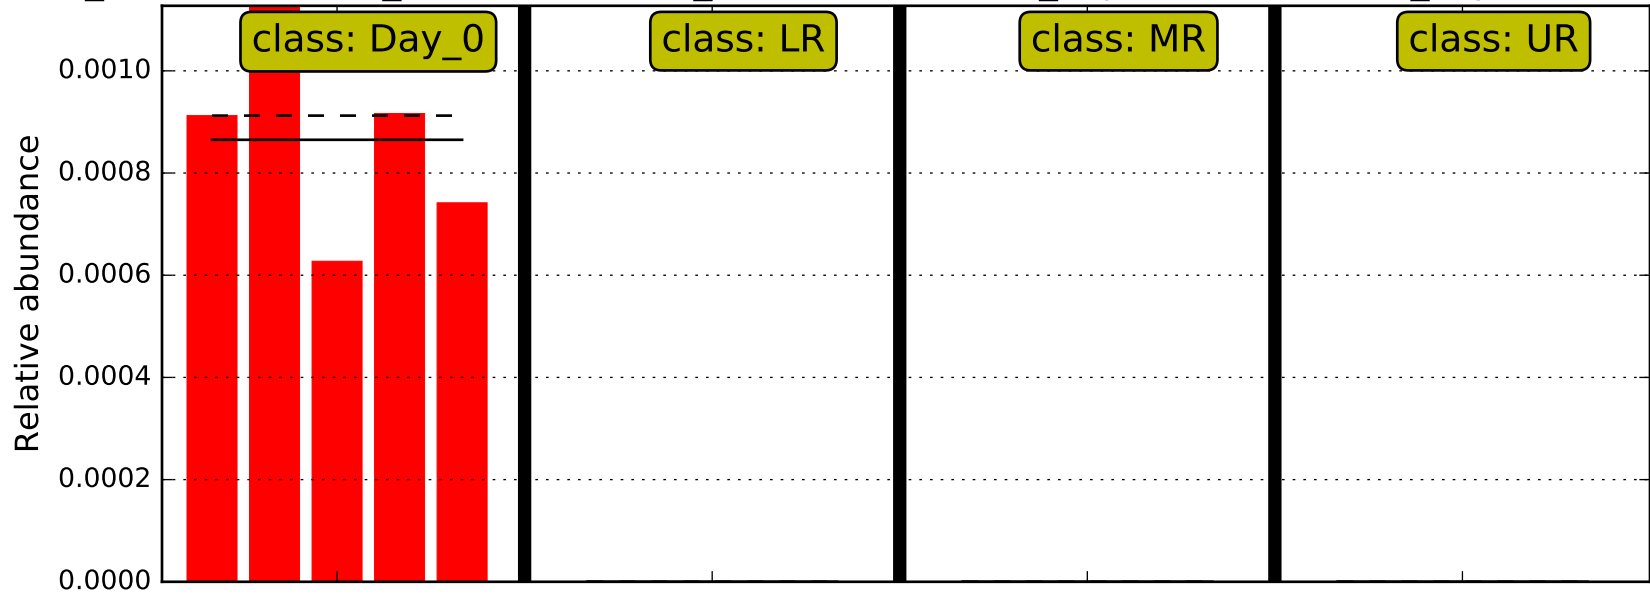 class: Day_0
class: LR
class: MR
class: UR
Relative abundance
0.0010
0.0008
0.0006
0.0004
0.0002
0.0000